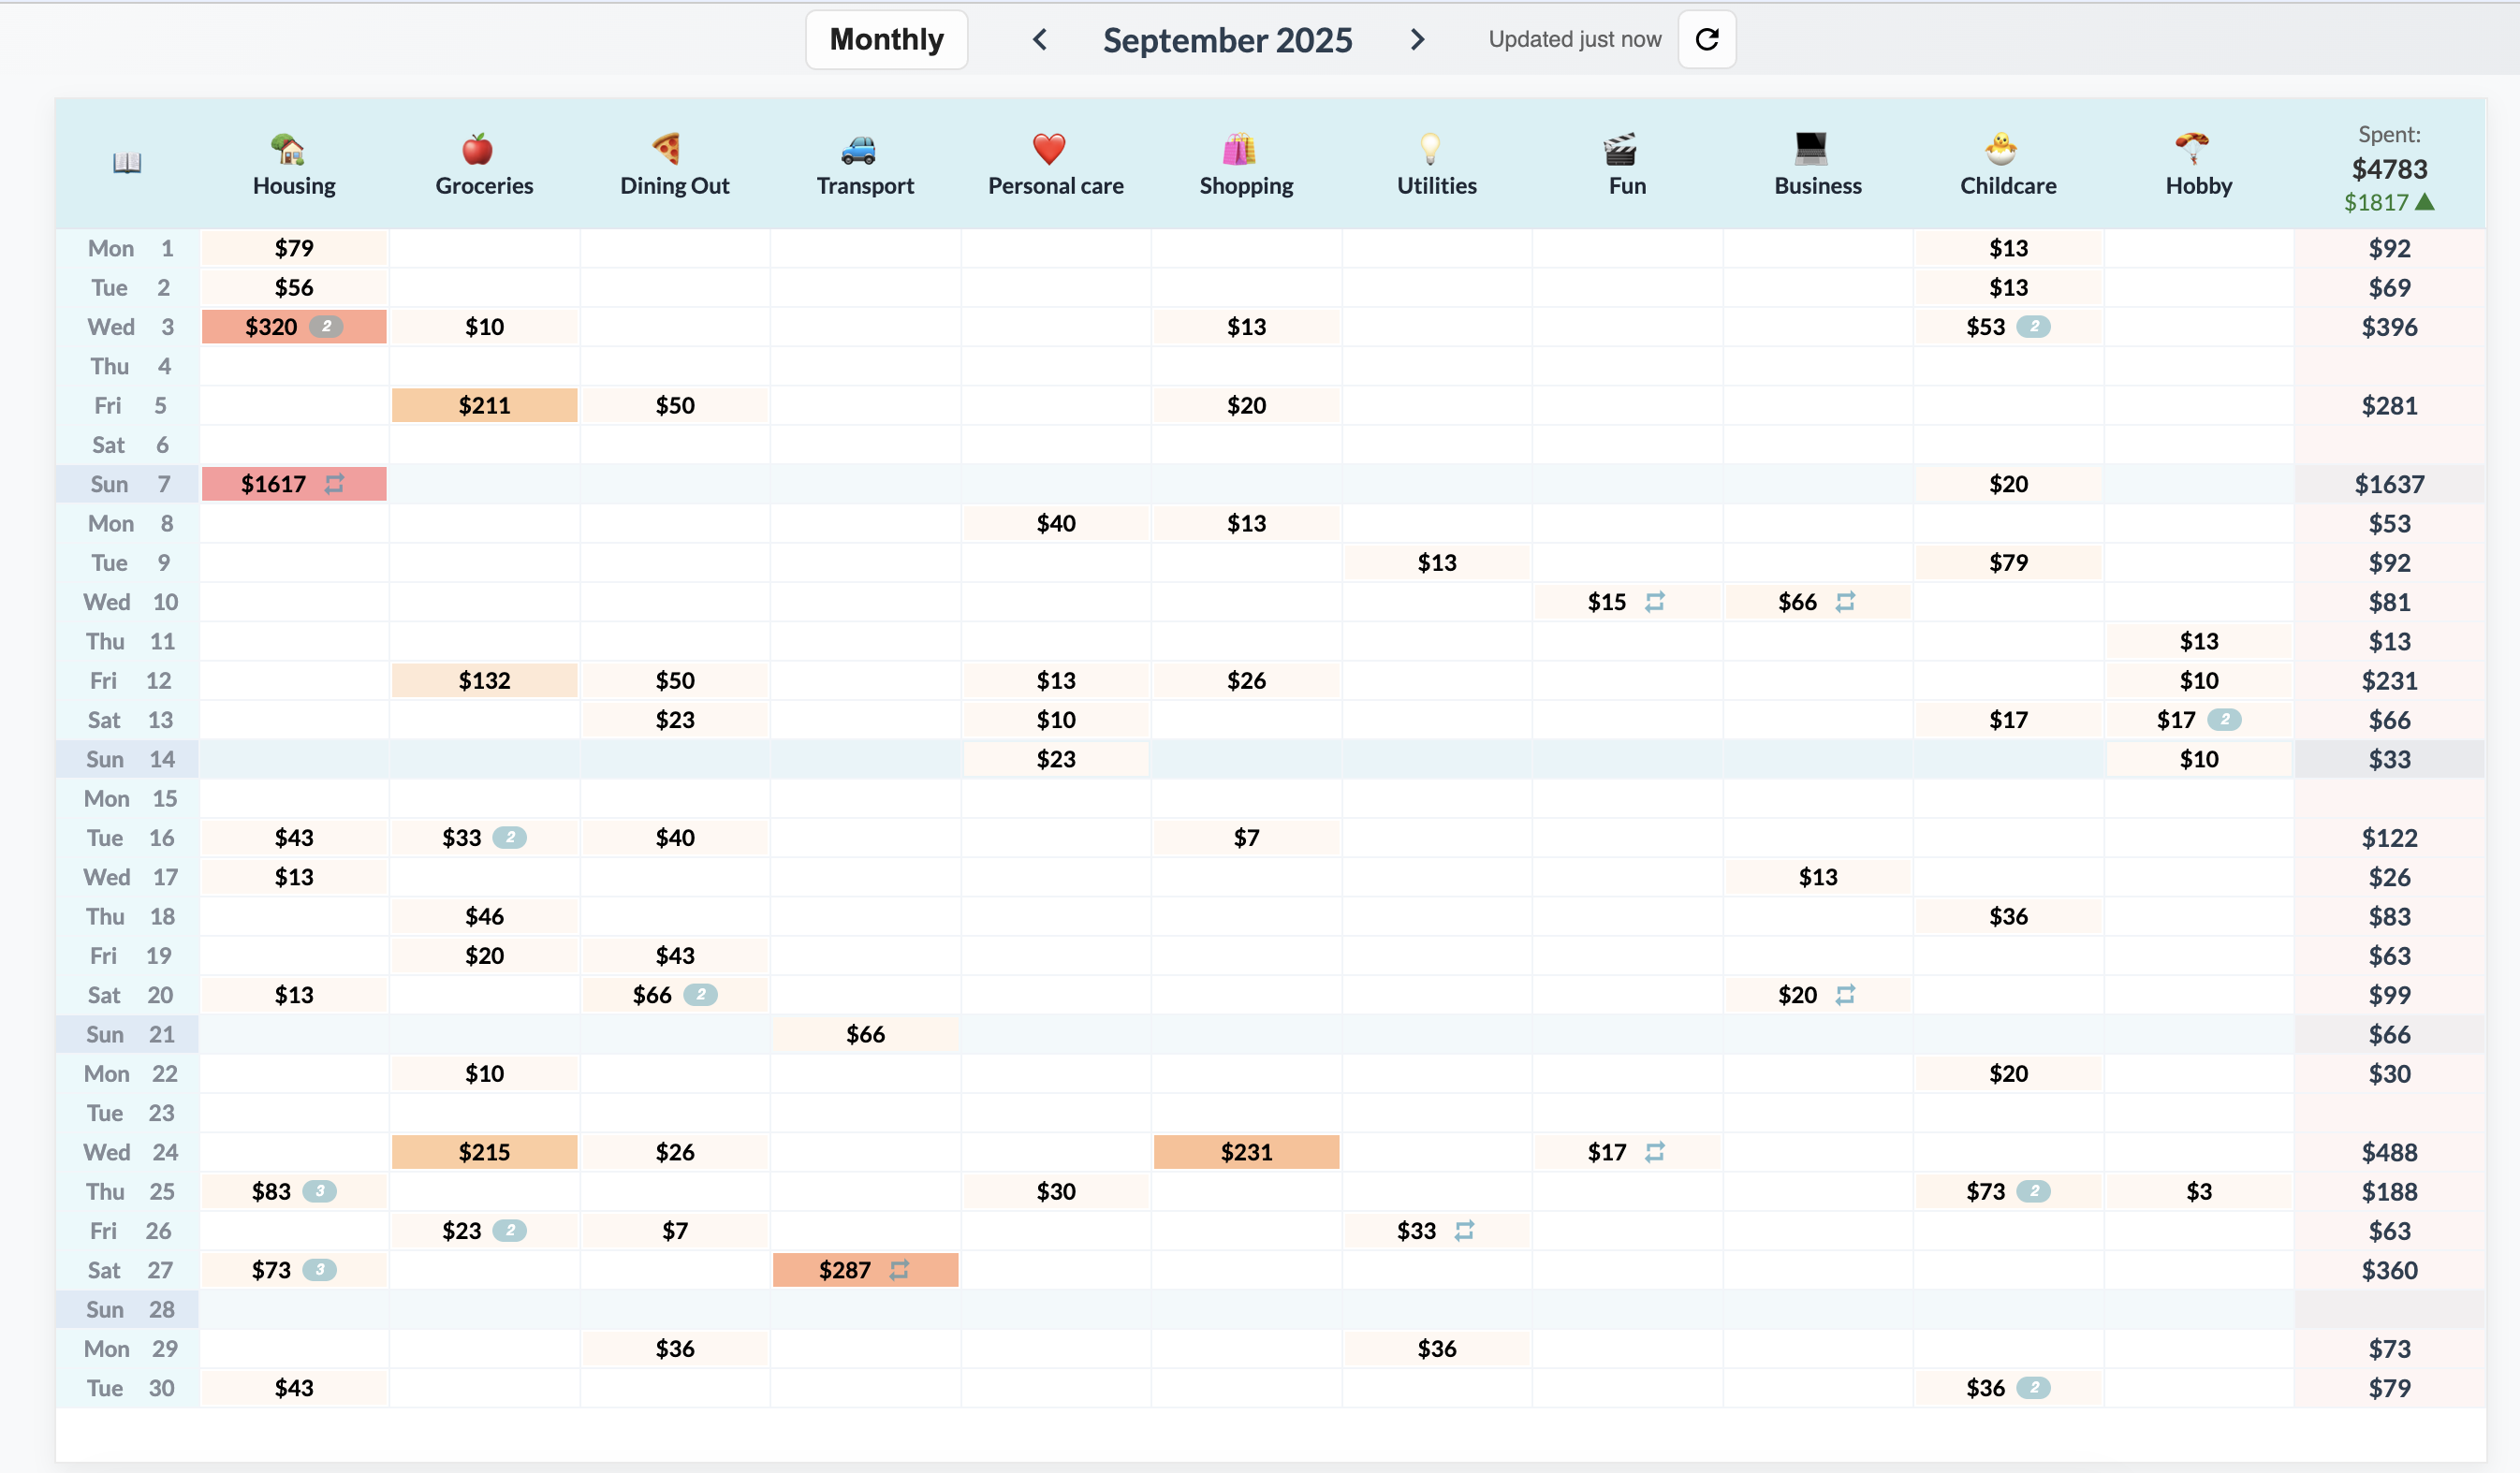 Monthly September 2025 Updated just now
Housing Groceries Dining Out Transport Personal care Shopping Utilities Fun Business Childcare Hobby Spent: $4783 $1817
Mon 1 $79 $13 $92
Tue 2 $56 $13 $69
Wed 3 $320 2 $10 $13 $53 2 $396
Thu 4
Fri 5 $211 $50 $20 $281
Sat 6
Sun 7 $1617 $20 $1637
Mon 8 $40 $13 $53
Tue 9 $13 $79 $92
Wed 10 $15 $66 $81
Thu 11 $13 $13
Fri 12 $132 $50 $13 $26 $10 $231
Sat 13 $23 $10 $17 $17 2 $66
Sun 14 $23 $10 $33
Mon 15
Tue 16 $43 $33 2 $40 $7 $122
Wed 17 $13 $13 $26
Thu 18 $46 $36 $83
Fri 19 $20 $43 $63
Sat 20 $13 $66 2 $20 $99
Sun 21 $66 $66
Mon 22 $10 $20 $30
Tue 23
Wed 24 $215 $26 $231 $17 $488
Thu 25 $83 3 $30 $73 2 $3 $188
Fri 26 $23 2 $7 $33 $63
Sat 27 $73 3 $287 $360
Sun 28
Mon 29 $36 $36 $73
Tue 30 $43 $36 2 $79